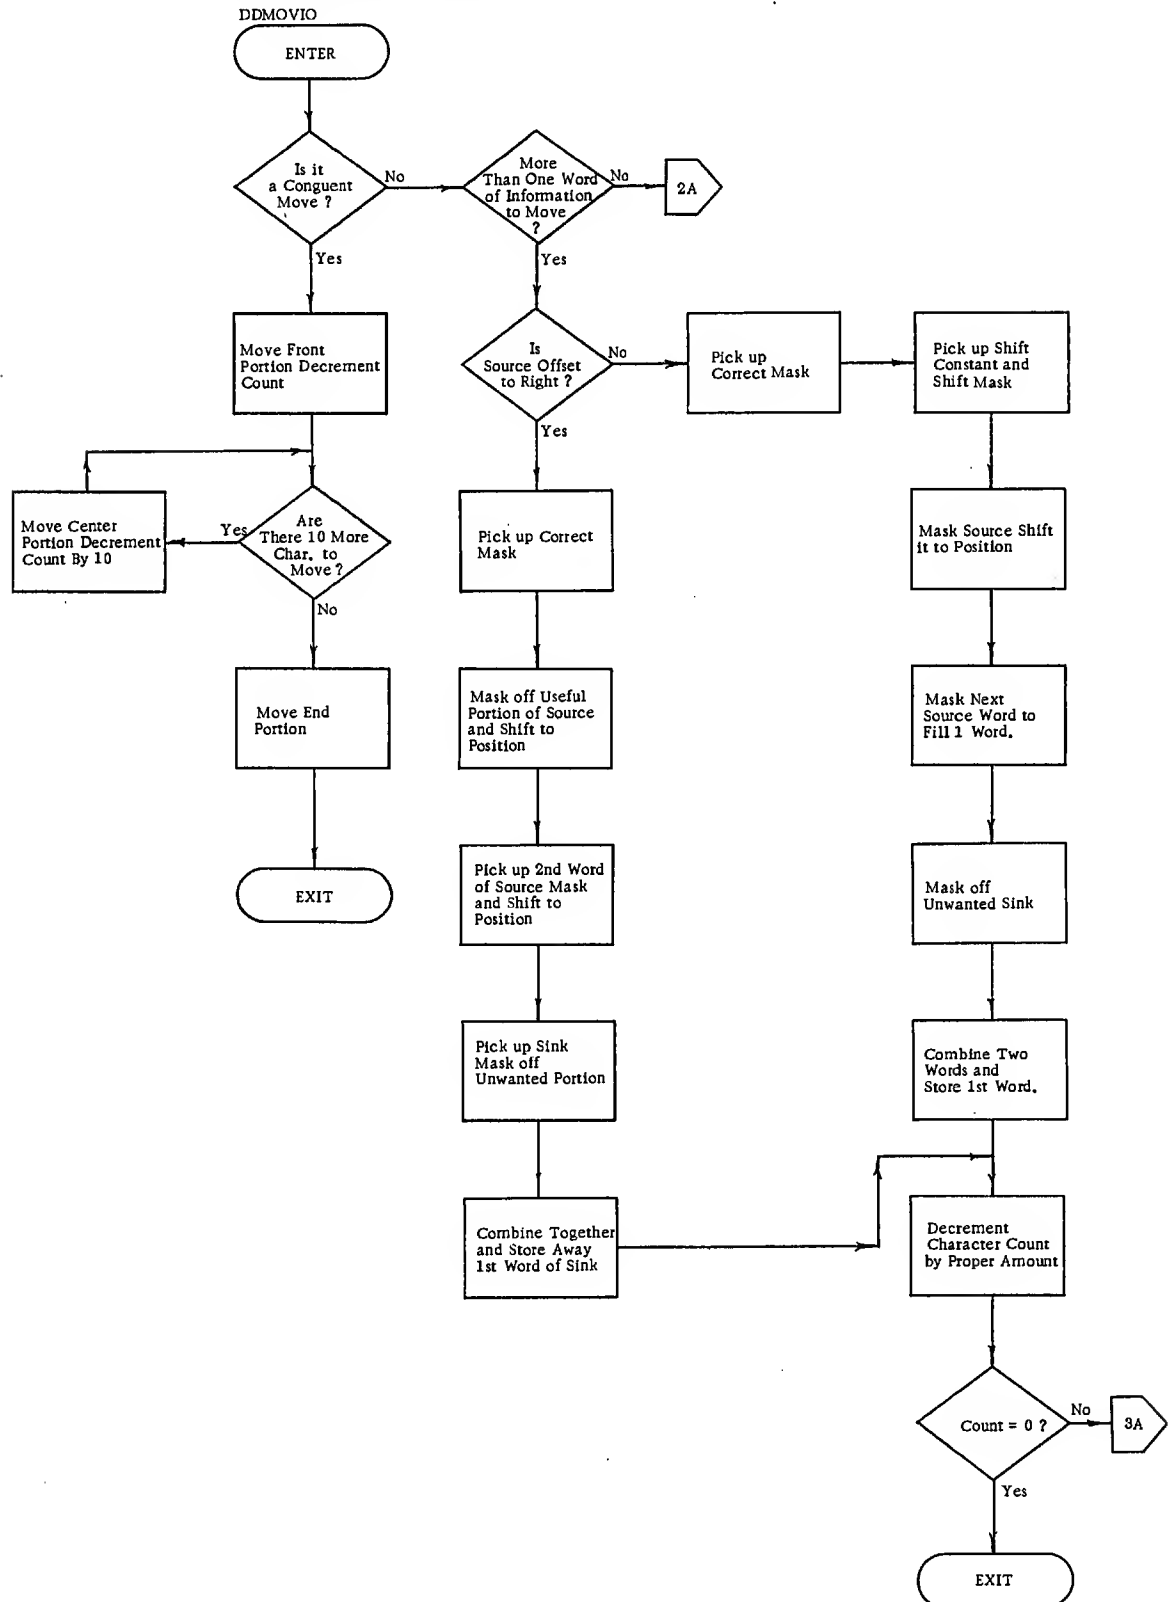 DDMOVIO
ENTER
Is it
a Conguent
Move ?
No
More
Than One Word
of Information
to Move
?
No
2A
Yes
Yes
Move Front
Portion Decrement
Count
Is
Source Offset
to Right ?
No
Pick up
Correct Mask
Pick up Shift
Constant and
Shift Mask
Yes
Move Center
Portion Decrement
Count By 10
Yes
Are
There 10 More
Char. to
Move ?
No
Pick up Correct
Mask
Mask Source Shift
it to Position
Move End
Portion
Mask off Useful
Portion of Source
and Shift to
Position
Mask Next
Source Word to
Fill 1 Word.
EXIT
Pick up 2nd Word
of Source Mask
and Shift to
Position
Mask off
Unwanted Sink
Pick up Sink
Mask off
Unwanted Portion
Combine Two
Words and
Store 1st Word.
Combine Together
and Store Away
1st Word of Sink
Decrement
Character Count
by Proper Amount
Count = 0 ?
No
3A
Yes
EXIT